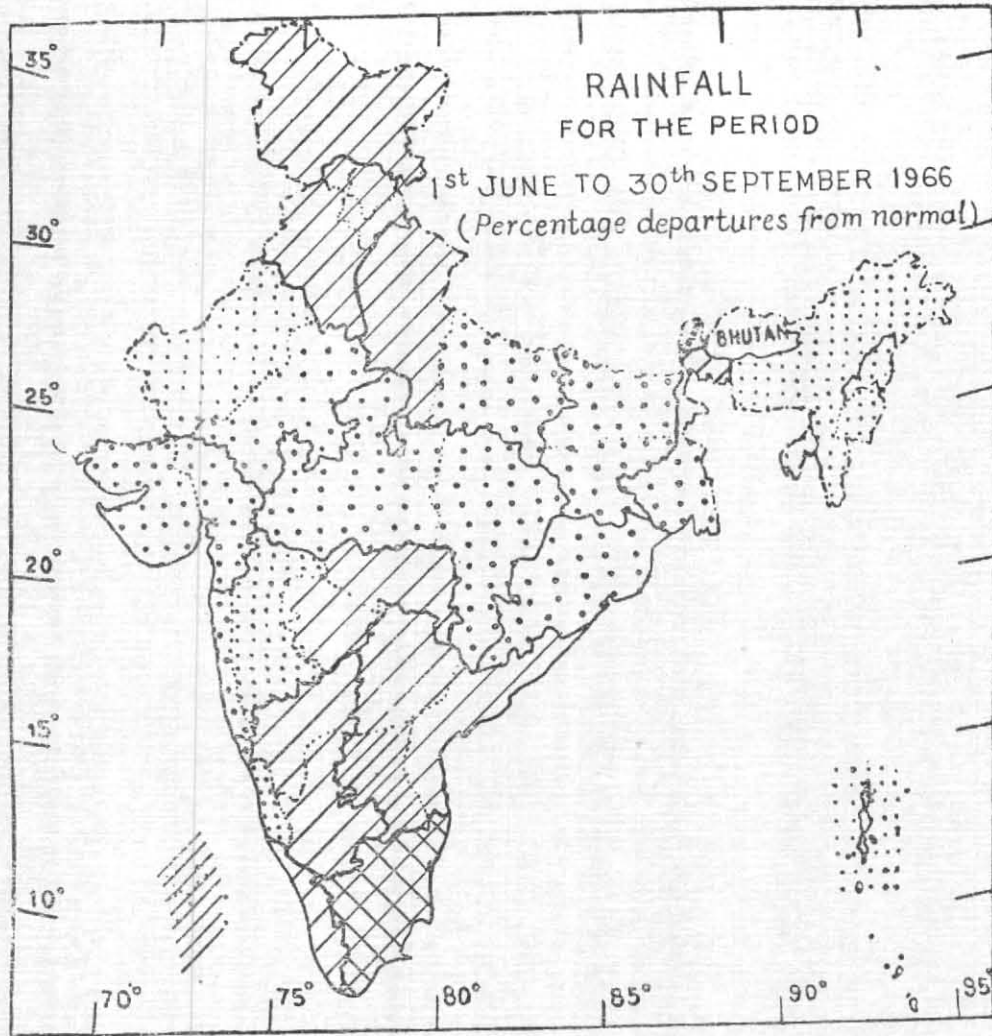 RAINFALL
FOR THE PERIOD
1st JUNE TO 30th SEPTEMBER 1966
(Percentage departures from normal)
35°
30°
BHUTAN
25°
20°
15°
10°
70° 75° 80° 85° 90° 95°